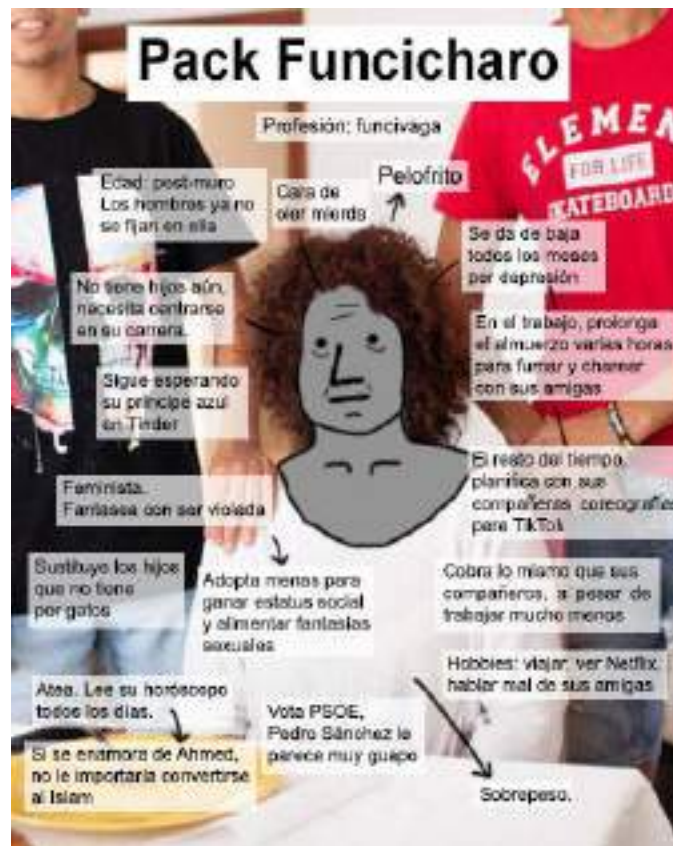 Pack Funcicharo
Profesión: funcivaga
Edad: post-muro
Los hombres ya no
se fijan en ella
Cara de
oler mierda
Pelofrito
ELEMEN
FOR LIFE
SKATEBOARD
Se da de baja
todos los meses
por depresión
No tiene hijos aún,
necesita centrarse
en su carrera.
En el trabajo, prolonga
el almuerzo varias horas
para fumar y charrar
con sus amigas
Sigue esperando
su príncipe azul
en Tinder
El resto del tiempo,
planifica con sus
compañeras coreografías
para TikTok
Feminista.
Fantasea con ser violada
Sustituye los hijos
que no tiene
por gatos
Adopta menas para
ganar estatus social
y alimentar fantasías
sexuales
Cobra lo mismo que sus
compañeros, a pesar de
trabajar mucho menos
Hobbies: viajar, ver Netflix,
hablar mal de sus amigas
Atea. Lee su horóscopo
todos los días.
Vota PSOE,
Pedro Sánchez le
parece muy guapo
Si se enamora de Ahmed,
no le importaría convertirse
al Islam
Sobrepeso.